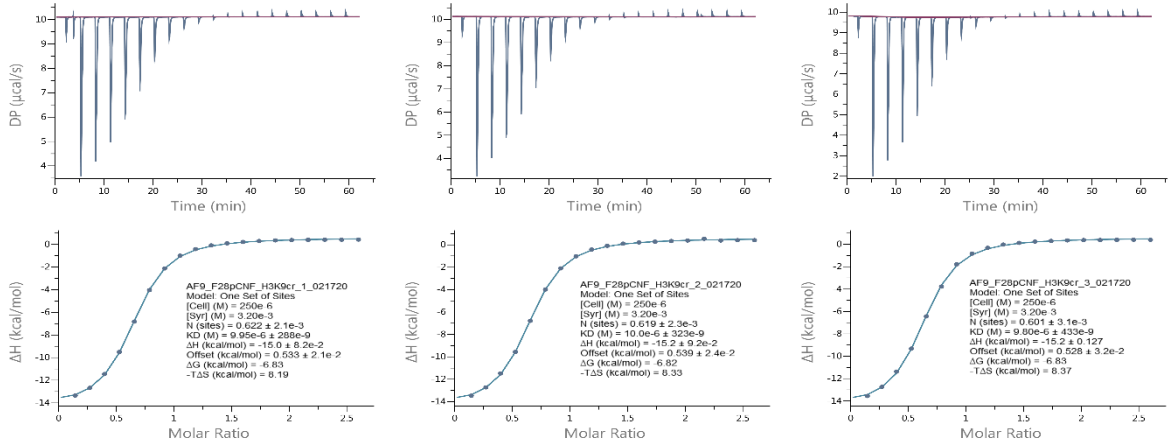 DP (µcal/s)
10
9
8
7
6
5
4
0 10 20 30 40 50 60
Time (min)
DP (µcal/s)
10
9
8
7
6
5
4
0 10 20 30 40 50 60
Time (min)
DP (µcal/s)
10
9
8
7
6
5
4
3
2
0 10 20 30 40 50 60
Time (min)
ΔH (kcal/mol)
0
-2
-4
-6
-8
-10
-12
-14
AF9_F28pCNF_H3K9cr_1_021720
Model: One Set of Sites
[Cell] (M) = 250e-6
[Syr] (M) = 3.20e-3
N (sites) = 0.622 ± 2.1e-3
KD (M) = 9.95e-6 ± 288e-9
ΔH (kcal/mol) = -15.0 ± 8.2e-2
Offset (kcal/mol) = 0.533 ± 2.1e-2
ΔG (kcal/mol) = -6.83
-TΔS (kcal/mol) = 8.19
0 0.5 1 1.5 2 2.5
Molar Ratio
ΔH (kcal/mol)
0
-2
-4
-6
-8
-10
-12
-14
AF9_F28pCNF_H3K9cr_2_021720
Model: One Set of Sites
[Cell] (M) = 250e-6
[Syr] (M) = 3.20e-3
N (sites) = 0.619 ± 2.3e-3
KD (M) = 10.0e-6 ± 323e-9
ΔH (kcal/mol) = -15.2 ± 9.2e-2
Offset (kcal/mol) = 0.539 ± 2.4e-2
ΔG (kcal/mol) = -6.82
-TΔS (kcal/mol) = 8.33
0 0.5 1 1.5 2 2.5
Molar Ratio
ΔH (kcal/mol)
0
-2
-4
-6
-8
-10
-12
-14
AF9_F28pCNF_H3K9cr_3_021720
Model: One Set of Sites
[Cell] (M) = 250e-6
[Syr] (M) = 3.20e-3
N (sites) = 0.601 ± 3.1e-3
KD (M) = 9.80e-6 ± 433e-9
ΔH (kcal/mol) = -15.2 ± 0.127
Offset (kcal/mol) = 0.528 ± 3.2e-2
ΔG (kcal/mol) = -6.83
-TΔS (kcal/mol) = 8.37
0 0.5 1 1.5 2 2.5
Molar Ratio